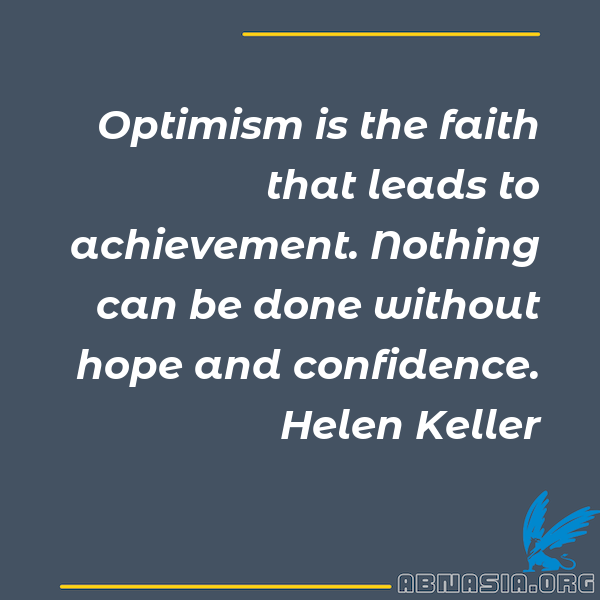 Optimism is the faith
that leads to
achievement. Nothing
can be done without
hope and confidence.
Helen Keller
ABNASIA.ORG